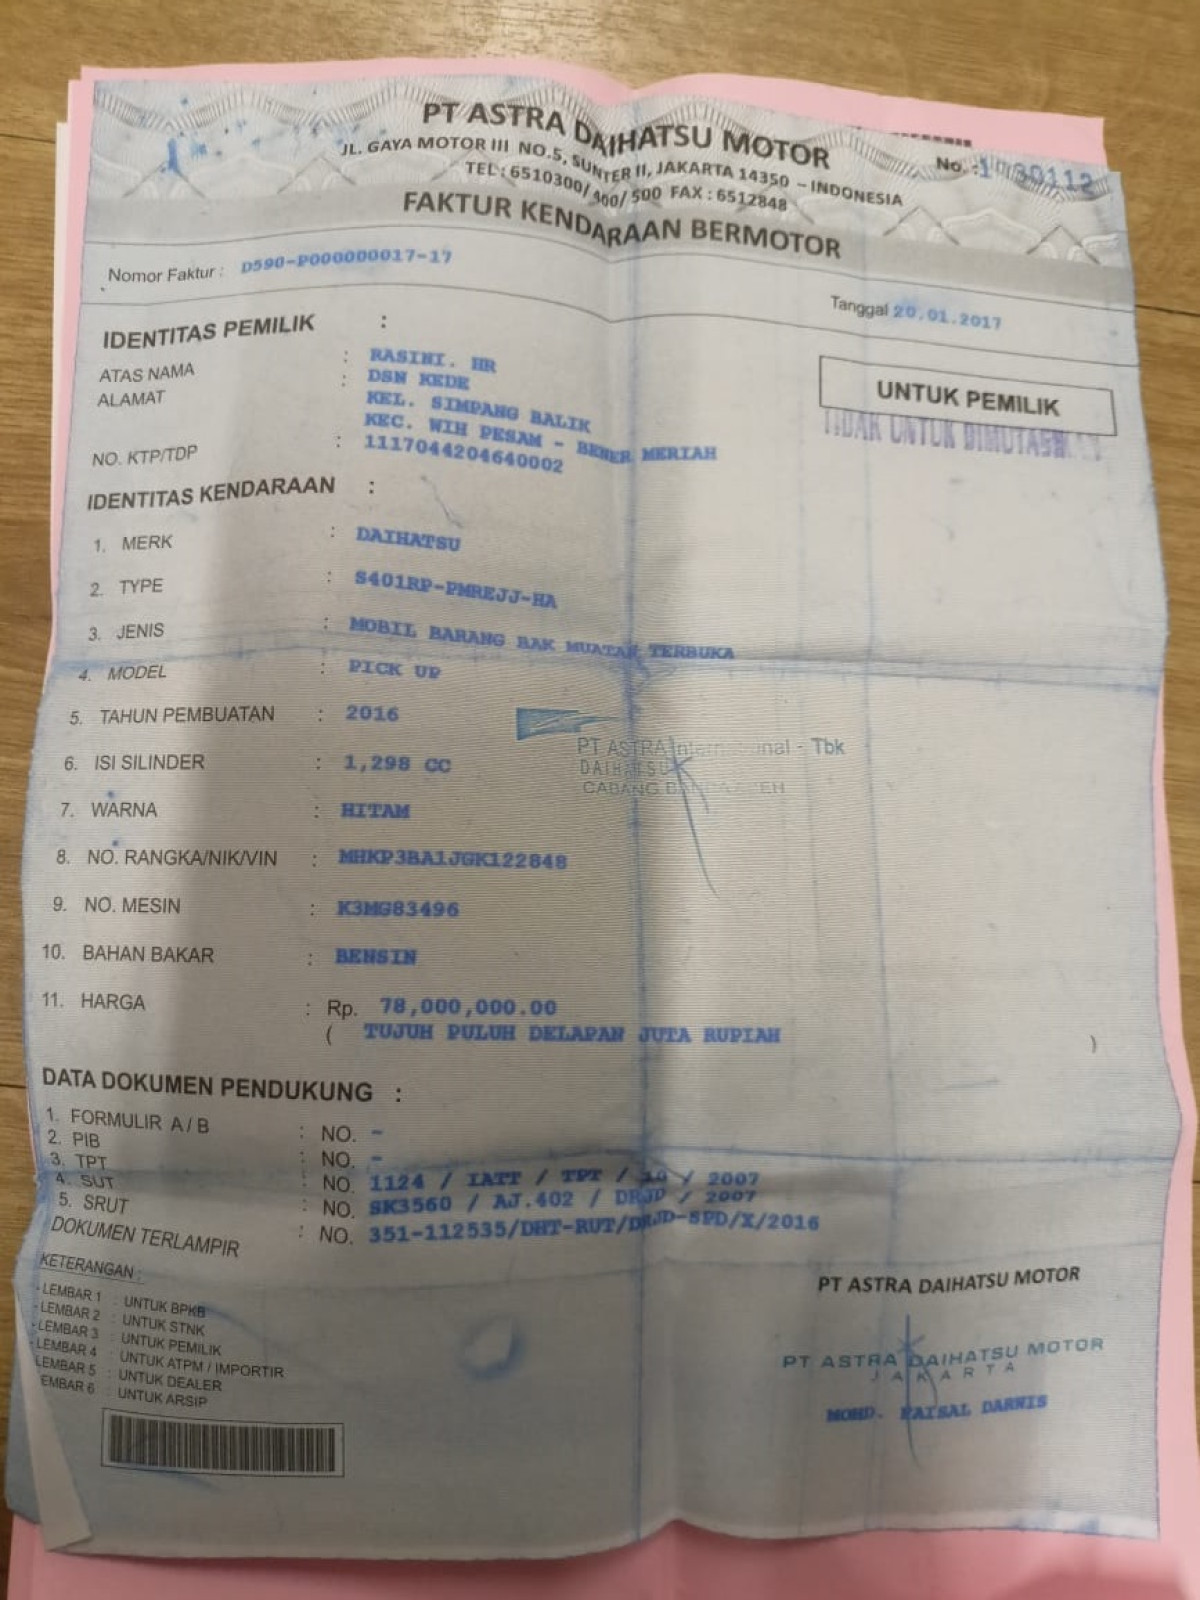 PT ASTRA DAIHATSU MOTOR
JL. GAYA MOTOR III NO.5, SUNTER II, JAKARTA 14350 - INDONESIA
TEL : 6510300/ 400/ 500 FAX : 6512848
No. :
FAKTUR KENDARAAN BERMOTOR
Nomor Faktur : D590-P000000017-17
Tanggal 20.01.2017
IDENTITAS PEMILIK :
ATAS NAMA : RASINI. HR
ALAMAT : DSN KEDE
KEL. SIMPANG BALIK
KEC. WIH PESAM - BENER MERIAH
NO. KTP/TDP : 1117044204640002
UNTUK PEMILIK
TIDAK UNTUK DIMUTASIKAN
IDENTITAS KENDARAAN :
1. MERK : DAIHATSU
2. TYPE : S401RP-PMREJJ-HA
3. JENIS : MOBIL BARANG BAK MUATAN TERBUKA
4. MODEL : PICK UP
5. TAHUN PEMBUATAN : 2016
6. ISI SILINDER : 1,298 CC
7. WARNA : HITAM
8. NO. RANGKA/NIK/VIN : MHKP3BA1JGK122848
9. NO. MESIN : K3MG83496
10. BAHAN BAKAR : BENSIN
11. HARGA : Rp. 78,000,000.00
( TUJUH PULUH DELAPAN JUTA RUPIAH )
PT ASTRA International - Tbk
DAIHATSU
CABANG BANDA ACEH
DATA DOKUMEN PENDUKUNG :
1. FORMULIR A / B : NO. -
2. PIB : NO. -
3. TPT : NO. 1124 / IATT / TPT / 10 / 2007
4. SUT : NO. SK3560 / AJ.402 / DRJD / 2007
5. SRUT : NO. 351-112535/DHT-RUT/DRJD-SPD/X/2016
DOKUMEN TERLAMPIR
KETERANGAN :
- LEMBAR 1 : UNTUK BPKB
- LEMBAR 2 : UNTUK STNK
- LEMBAR 3 : UNTUK PEMILIK
- LEMBAR 4 : UNTUK ATPM / IMPORTIR
LEMBAR 5 : UNTUK DEALER
EMBAR 6 : UNTUK ARSIP
PT ASTRA DAIHATSU MOTOR
PT ASTRA DAIHATSU MOTOR
JAKARTA
MOHD. FAISAL DARNIS